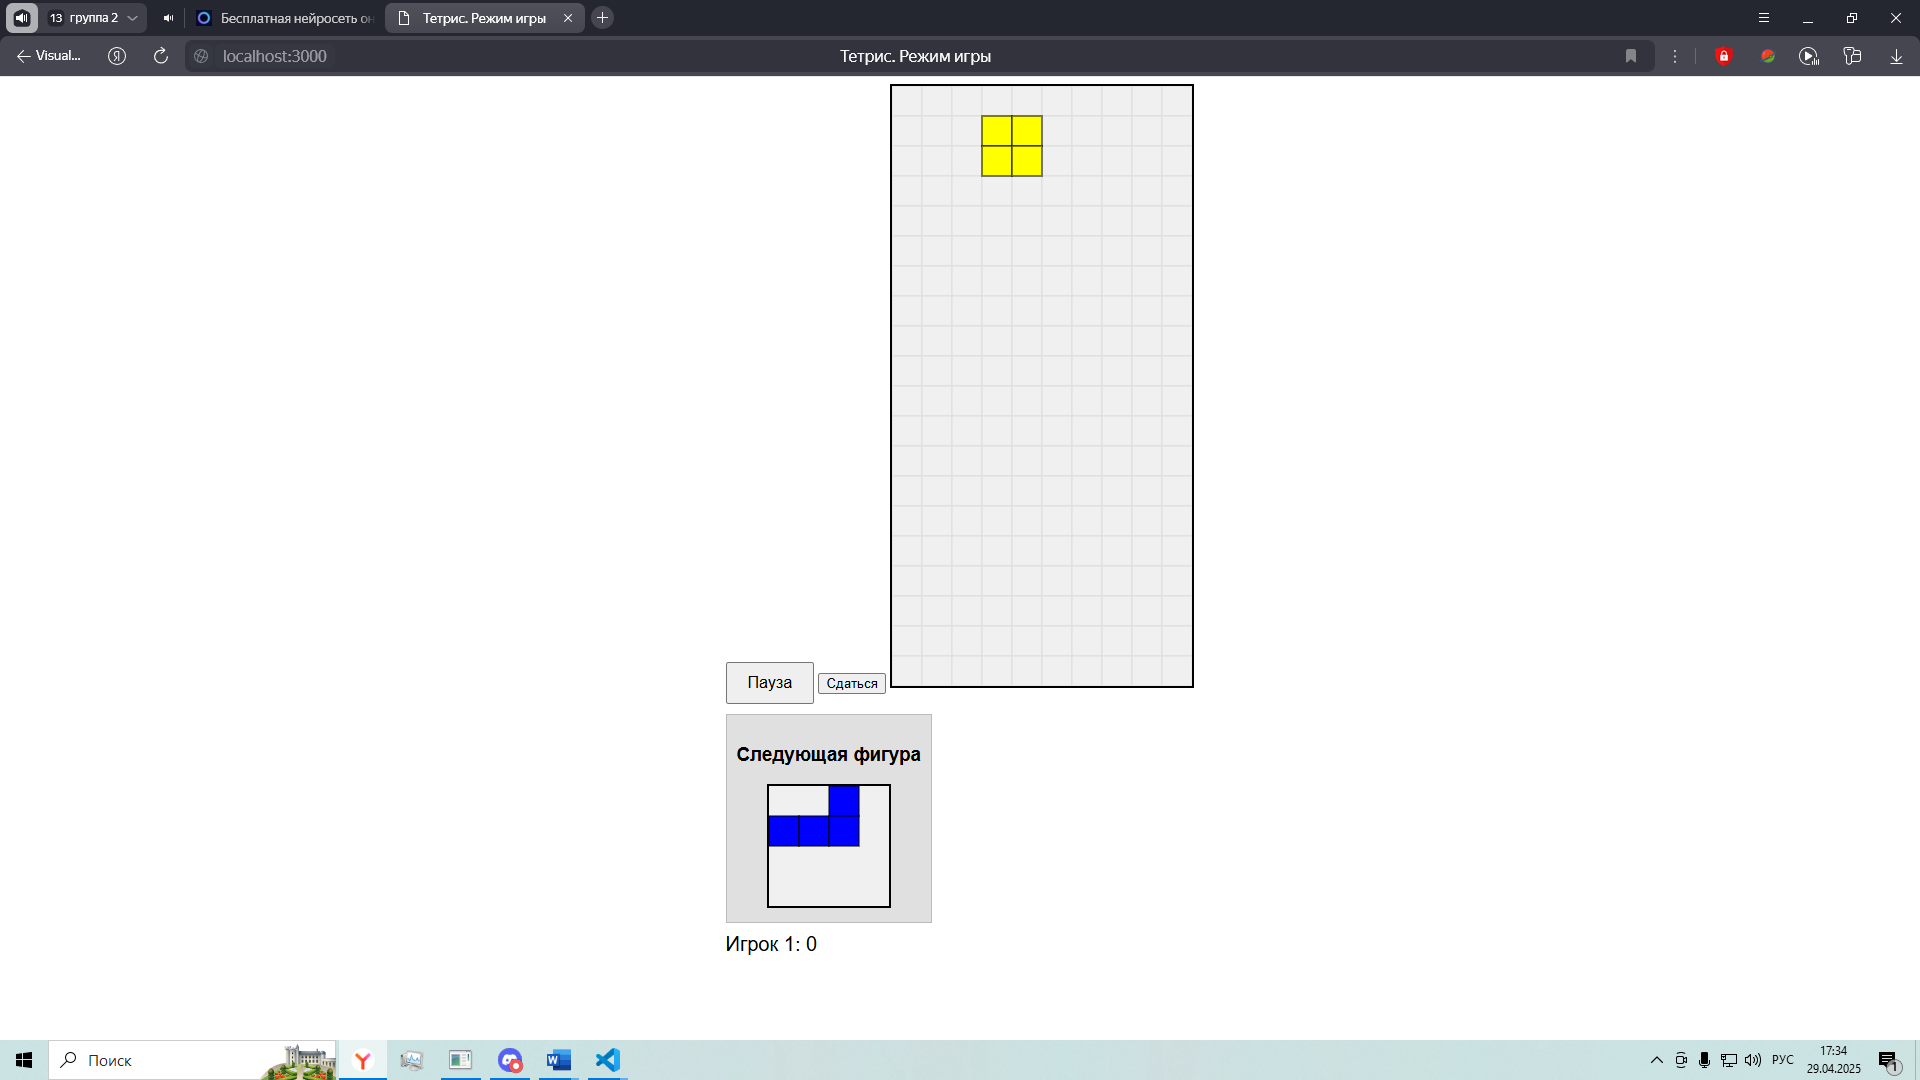 13 группа 2
Бесплатная нейросеть он
Тетрис. Режим игры
Visual...
Я
localhost:3000
Тетрис. Режим игры
Пауза
Сдаться
Следующая фигура
Игрок 1: 0
Поиск
РУС
17:34
29.04.2025
1